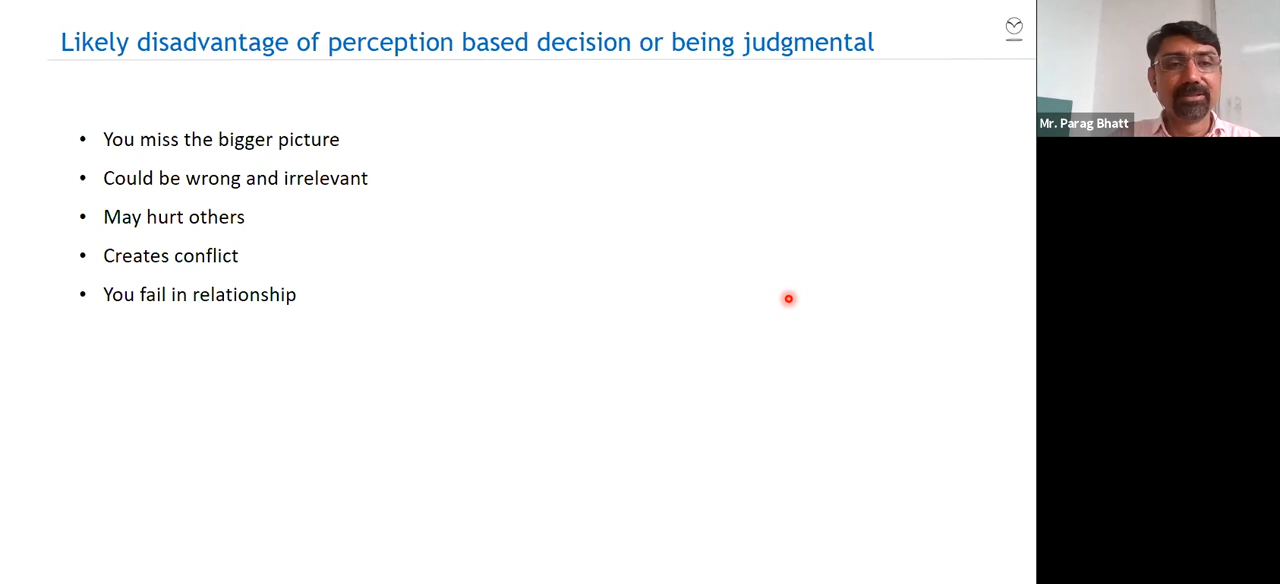 Likely disadvantage of perception based decision or being judgmental
• You miss the bigger picture
• Could be wrong and irrelevant
• May hurt others
• Creates conflict
• You fail in relationship
Mr. Parag Bhatt